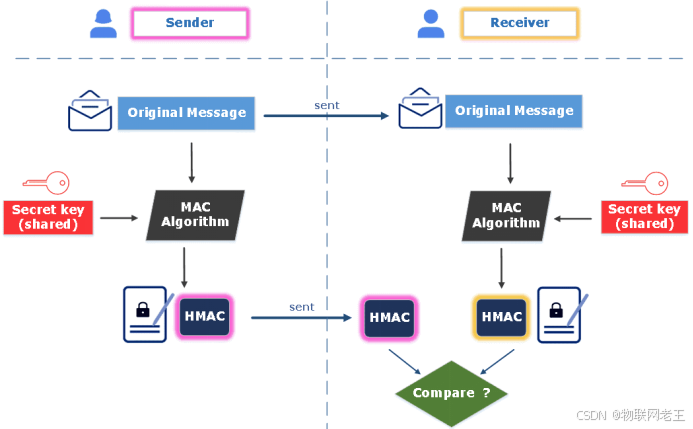 Sender
Receiver
Original Message
sent
Original Message
Secret key
(shared)
MAC
Algorithm
MAC
Algorithm
Secret key
(shared)
HMAC
sent
HMAC
HMAC
Compare ?
CSDN @物联网老王